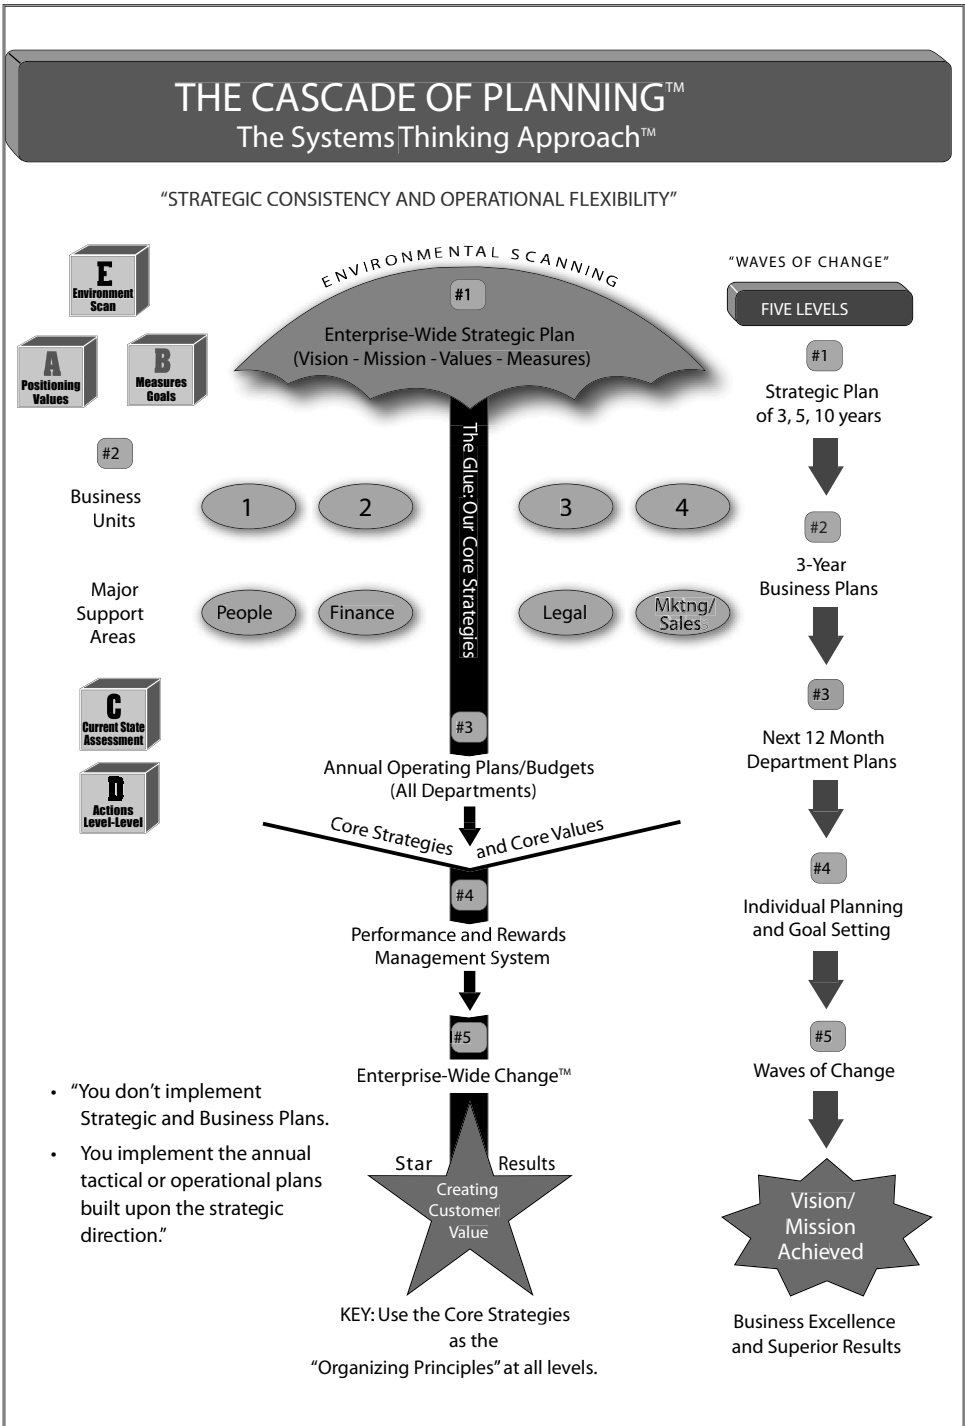 THE CASCADE OF PLANNING™
The Systems Thinking Approach™
“STRATEGIC CONSISTENCY AND OPERATIONAL FLEXIBILITY”
E
Environment
Scan
A
Positioning
Values
B
Measures
Goals
ENVIRONMENTAL SCANNING
#1
Enterprise-Wide Strategic Plan
(Vision - Mission - Values - Measures)
The Glue: Our Core Strategies
#2
Business
Units
1
2
3
4
Major
Support
Areas
People
Finance
Legal
Mktng/
Sales
C
Current State
Assessment
D
Actions
Level-Level
#3
Annual Operating Plans/Budgets
(All Departments)
Core Strategies and Core Values
#4
Performance and Rewards
Management System
#5
Enterprise-Wide Change™
Star Results
Creating
Customer
Value
KEY: Use the Core Strategies
as the
“Organizing Principles” at all levels.
• “You don’t implement
Strategic and Business Plans.
• You implement the annual
tactical or operational plans
built upon the strategic
direction.”
“WAVES OF CHANGE”
FIVE LEVELS
#1
Strategic Plan
of 3, 5, 10 years
#2
3-Year
Business Plans
#3
Next 12 Month
Department Plans
#4
Individual Planning
and Goal Setting
#5
Waves of Change
Vision/
Mission
Achieved
Business Excellence
and Superior Results